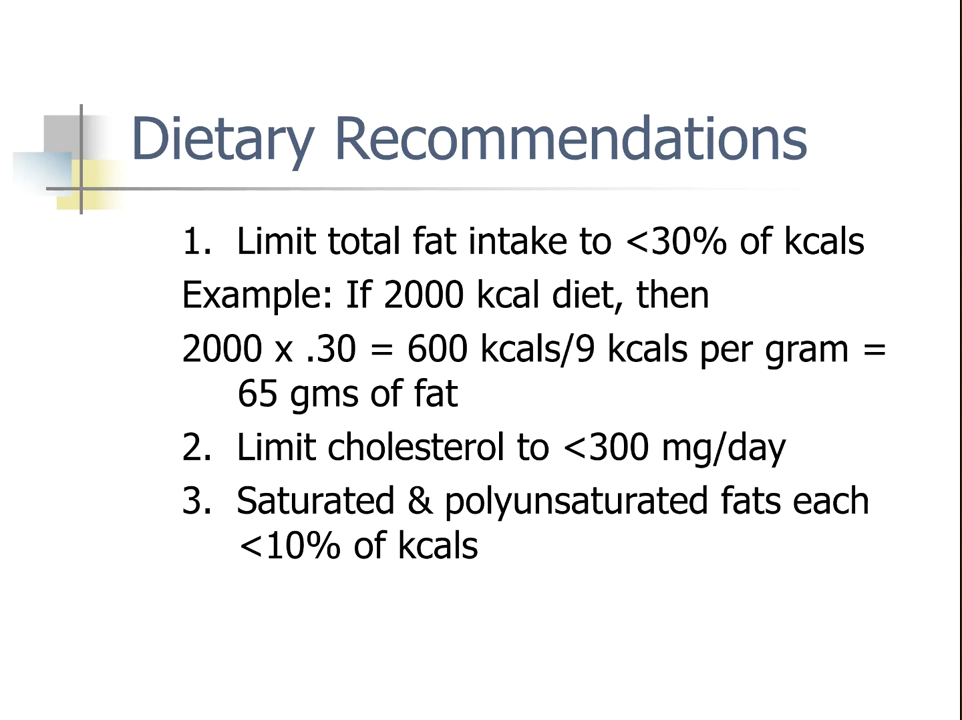 Dietary Recommendations
1. Limit total fat intake to <30% of kcals
Example: If 2000 kcal diet, then
2000 x .30 = 600 kcals/9 kcals per gram =
65 gms of fat
2. Limit cholesterol to <300 mg/day
3. Saturated & polyunsaturated fats each
<10% of kcals